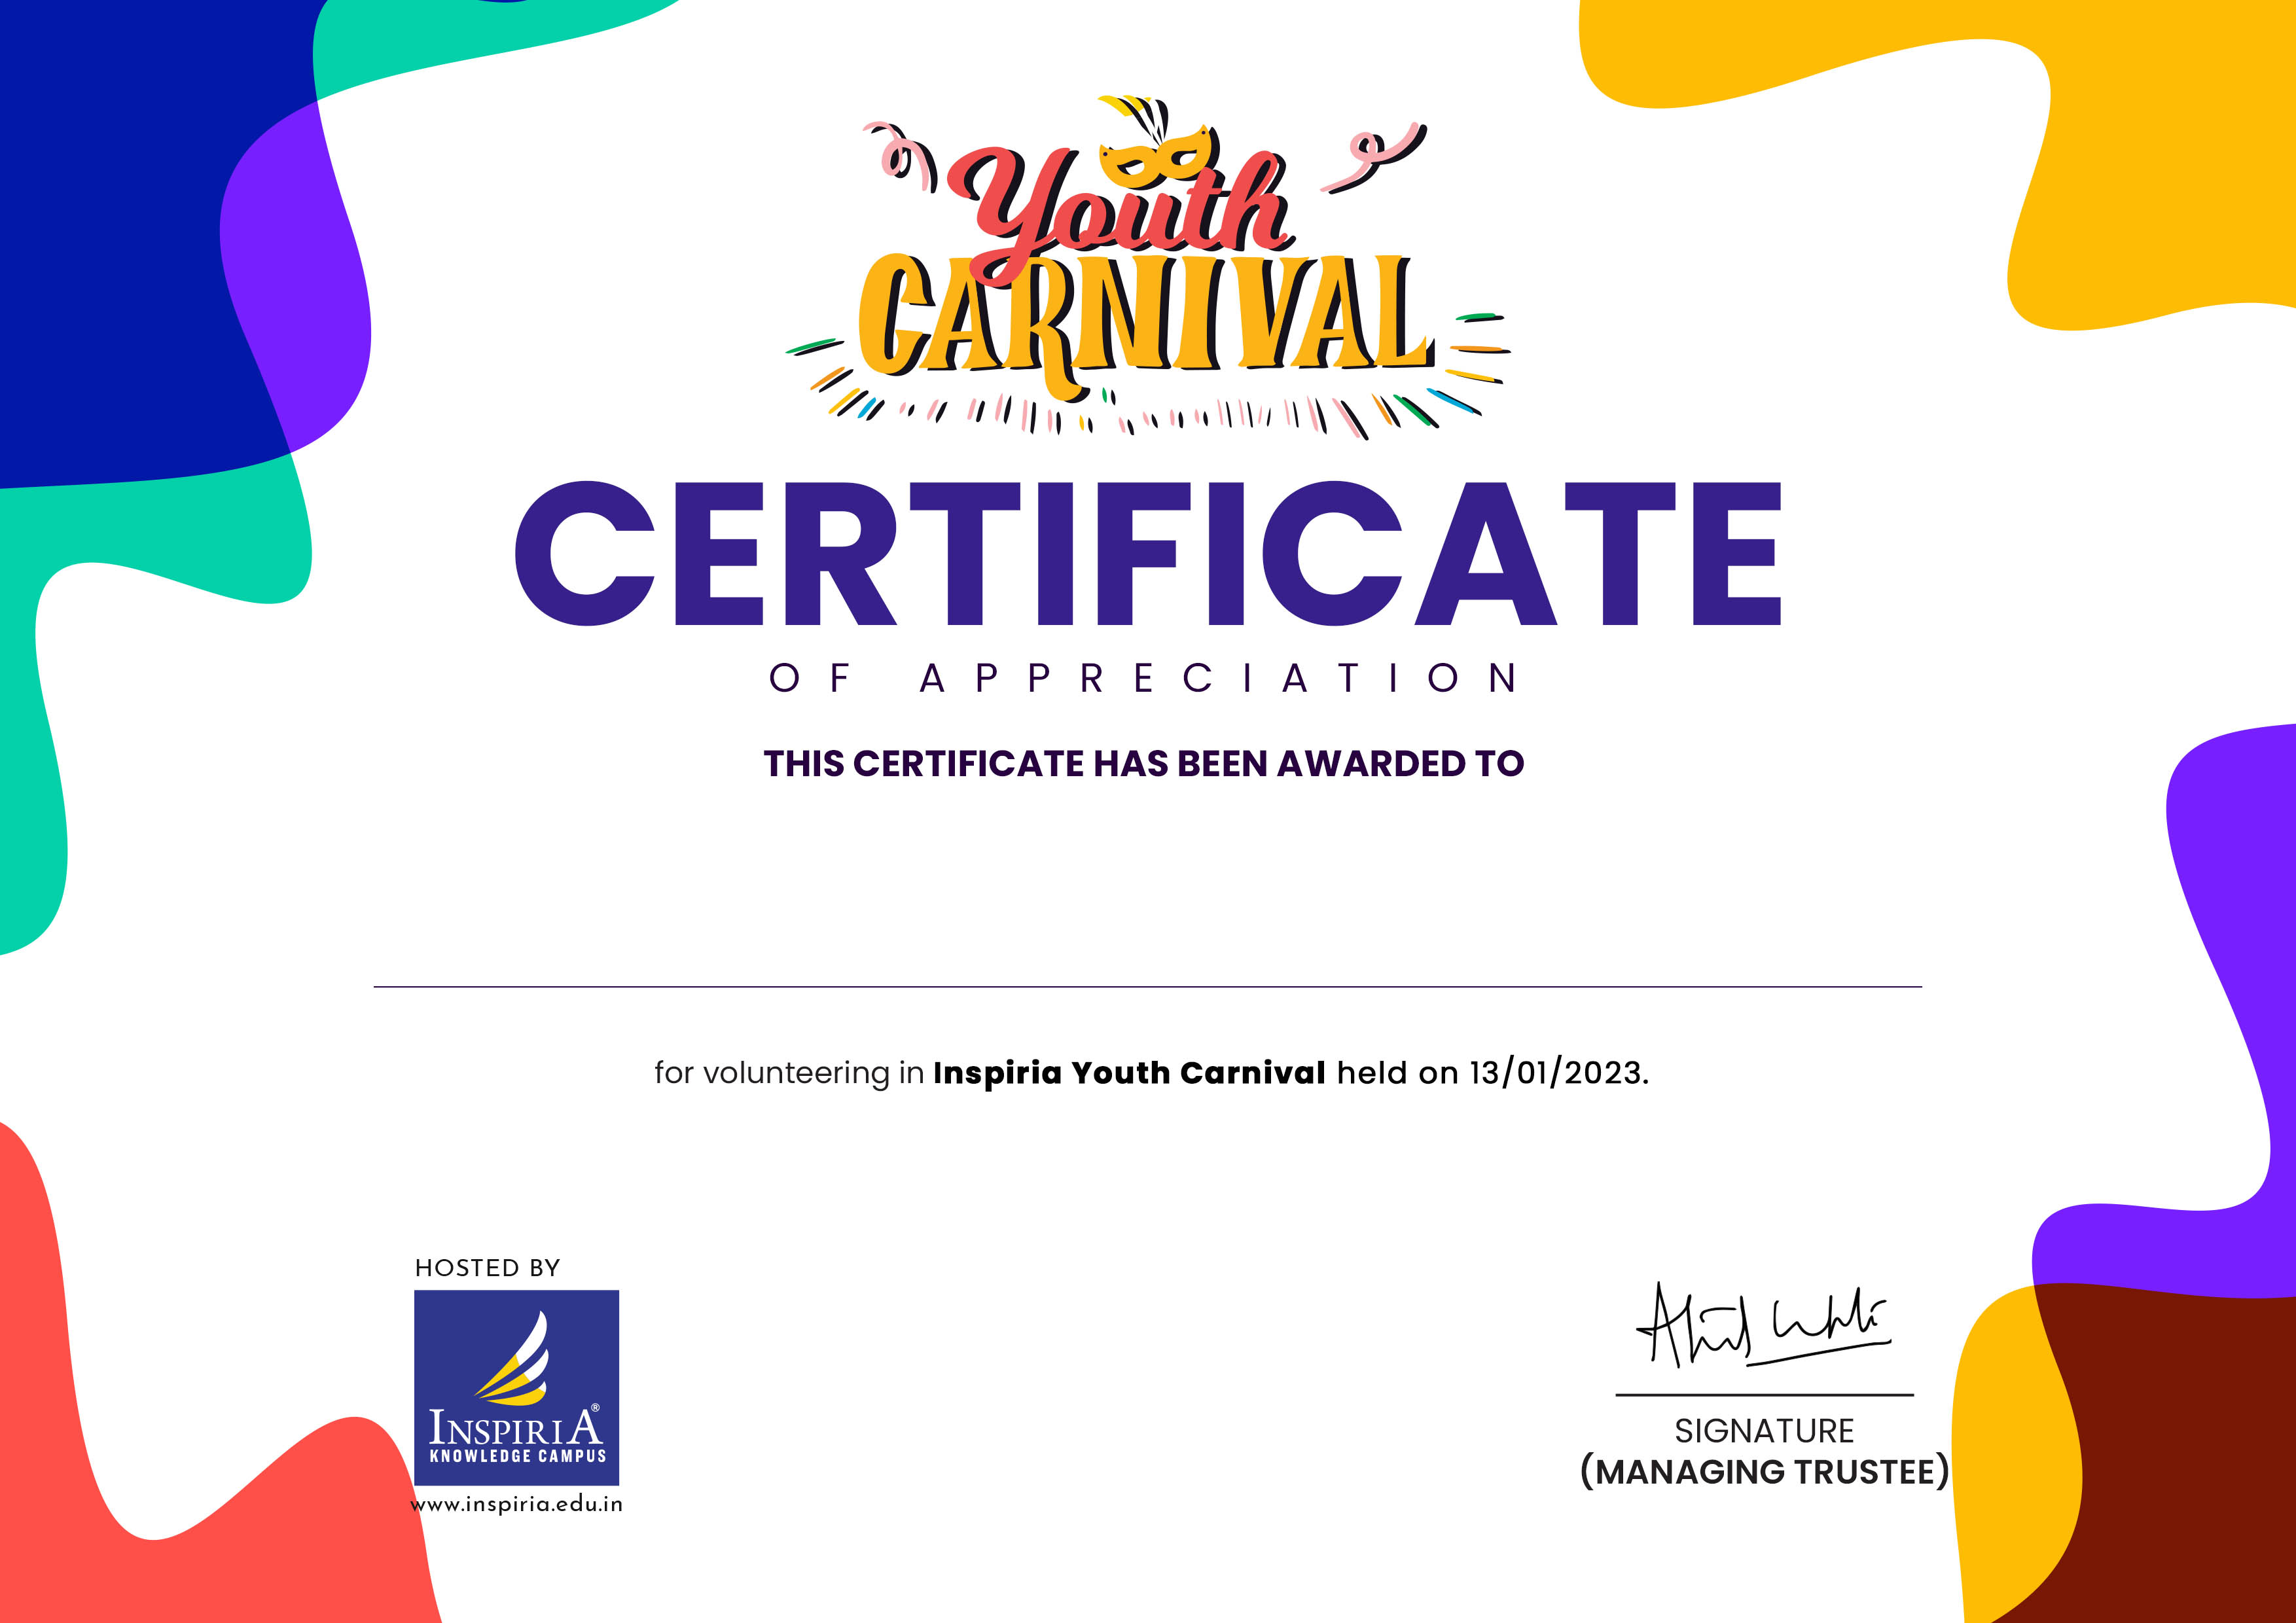 Youth
CARNIVAL
CERTIFICATE
OF APPRECIATION
THIS CERTIFICATE HAS BEEN AWARDED TO
for volunteering in Inspiria Youth Carnival held on 13/01/2023.
HOSTED BY
INSPIRIA®
KNOWLEDGE CAMPUS
www.inspiria.edu.in
SIGNATURE
(MANAGING TRUSTEE)